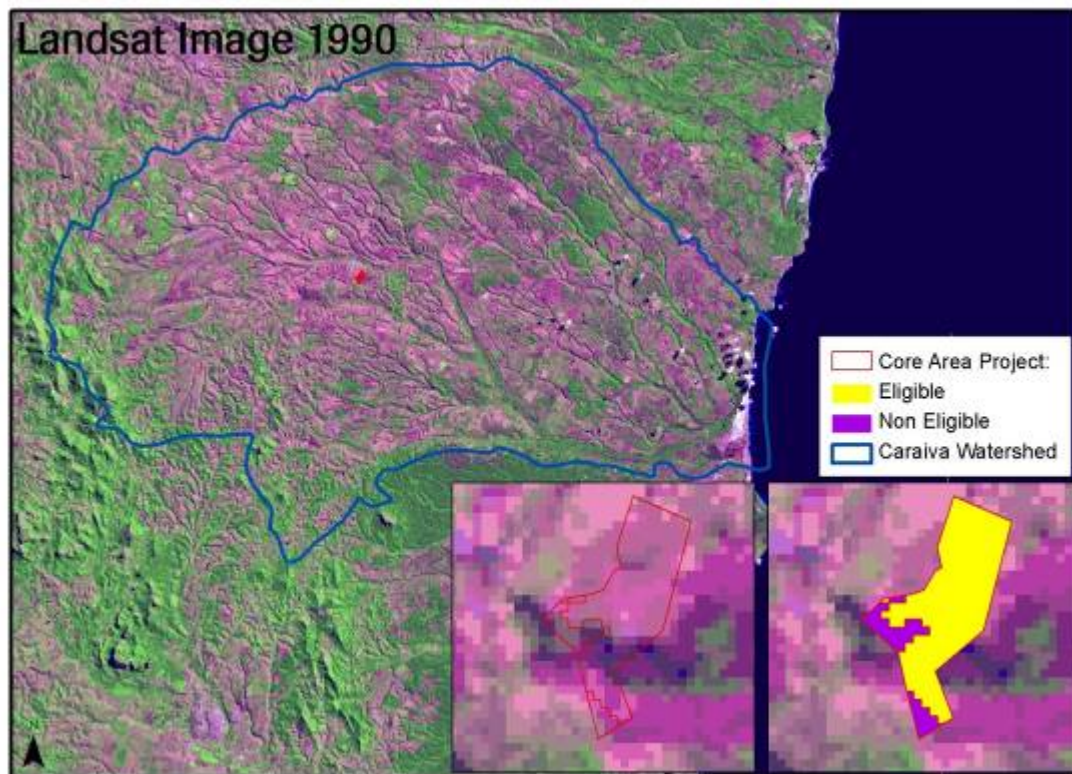 Landsat Image 1990
Core Area Project:
Eligible
Non Eligible
Caraiva Watershed
N